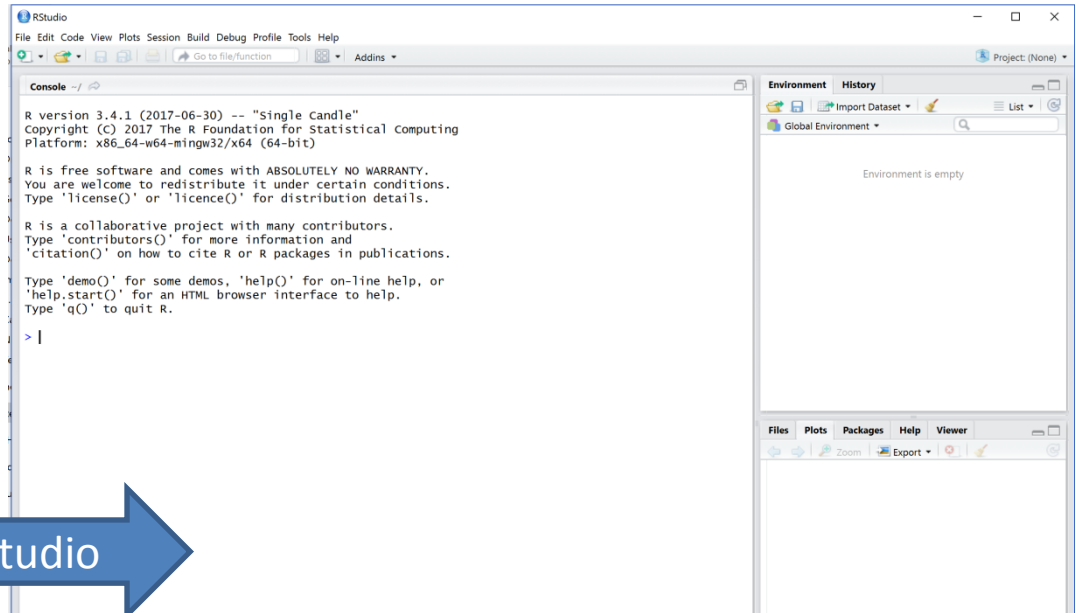 RStudio
File Edit Code View Plots Session Build Debug Profile Tools Help
Go to file/function
Addins
Project: (None)
Console ~/
R version 3.4.1 (2017-06-30) -- "Single Candle"
Copyright (C) 2017 The R Foundation for Statistical Computing
Platform: x86_64-w64-mingw32/x64 (64-bit)
R is free software and comes with ABSOLUTELY NO WARRANTY.
You are welcome to redistribute it under certain conditions.
Type 'license()' or 'licence()' for distribution details.
R is a collaborative project with many contributors.
Type 'contributors()' for more information and
'citation()' on how to cite R or R packages in publications.
Type 'demo()' for some demos, 'help()' for on-line help, or
'help.start()' for an HTML browser interface to help.
Type 'q()' to quit R.
>
Environment History
Import Dataset List
Global Environment
Environment is empty
Files Plots Packages Help Viewer
Zoom Export
tudio